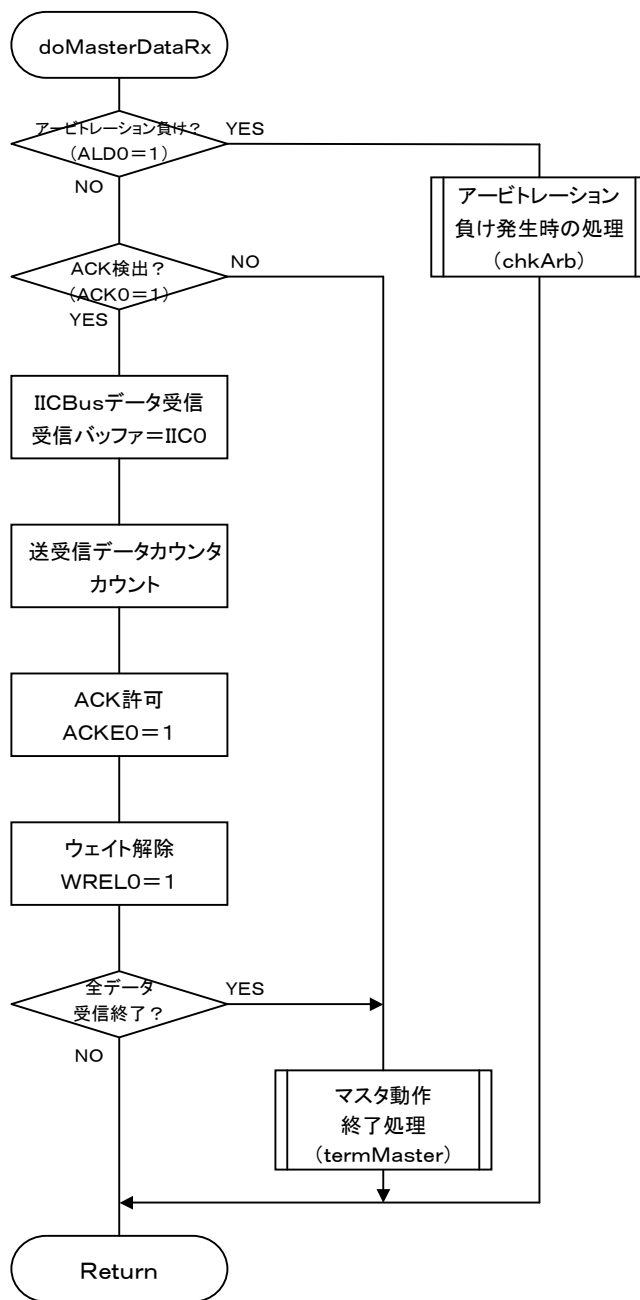 doMasterDataRx
アービトレーション負け？
（ALD0＝1）
YES
NO
アービトレーション
負け発生時の処理
（chkArb）
ACK検出？
（ACK0＝1）
NO
YES
IICBusデータ受信
受信バッファ＝IIC0
送受信データカウンタ
カウント
ACK許可
ACKE0＝1
ウェイト解除
WREL0＝1
全データ
受信終了？
YES
NO
マスタ動作
終了処理
（termMaster）
Return